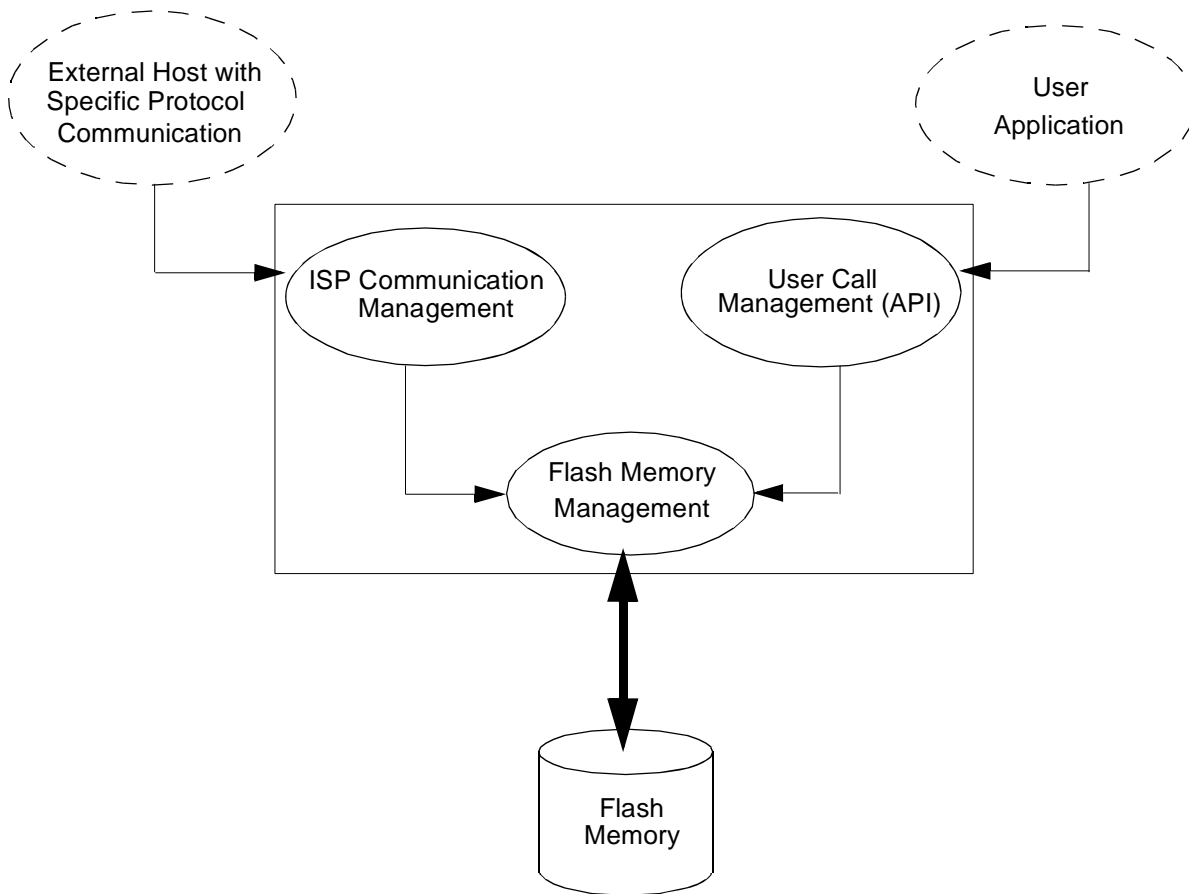 External Host with
Specific Protocol
Communication
User
Application
ISP Communication
Management
User Call
Management (API)
Flash Memory
Management
Flash
Memory